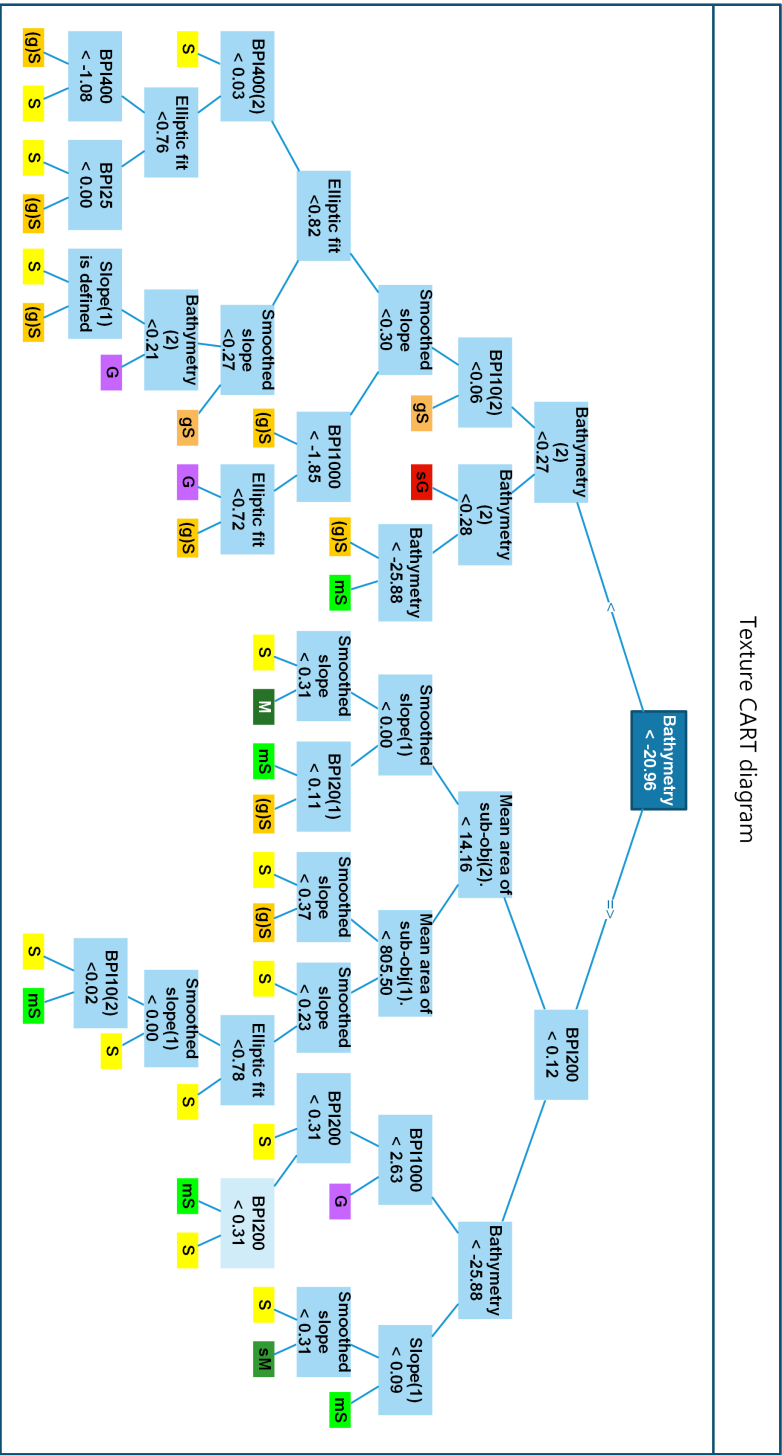 Texture CART diagram
Bathymetry
< -20.96
<
=>
Bathymetry
(2)
<0.27
BPI200
< 0.12
BPI10(2)
<0.06
Bathymetry
(2)
<0.28
Mean area of
sub-obj(2).
< 14.16
Bathymetry
< -25.88
Smoothed
slope
<0.30
gS
sG
Bathymetry
< -25.88
Smoothed
slope(1)
< 0.00
Mean area of
sub-obj(1).
< 805.50
BPI1000
< 2.63
Slope(1)
< 0.09
Elliptic fit
<0.82
BPI1000
< -1.85
(g)S
mS
Smoothed
slope
< 0.31
BPI20(1)
< 0.11
Smoothed
slope
< 0.37
Smoothed
slope
< 0.23
BPI200
< 0.31
G
Smoothed
slope
< 0.31
mS
BPI400(2)
< 0.03
Smoothed
slope
<0.27
(g)S
Elliptic fit
<0.72
S
M
mS
(g)S
S
(g)S
S
Elliptic fit
<0.78
S
BPI200
< 0.31
S
sM
S
Elliptic fit
<0.76
Bathymetry
(2)
<0.21
gS
G
(g)S
Smoothed
slope(1)
< 0.00
S
mS
S
BPI400
< -1.08
BPI25
< 0.00
Slope(1)
is defined
G
BPI10(2)
<0.02
S
(g)S
S
S
(g)S
S
(g)S
S
mS